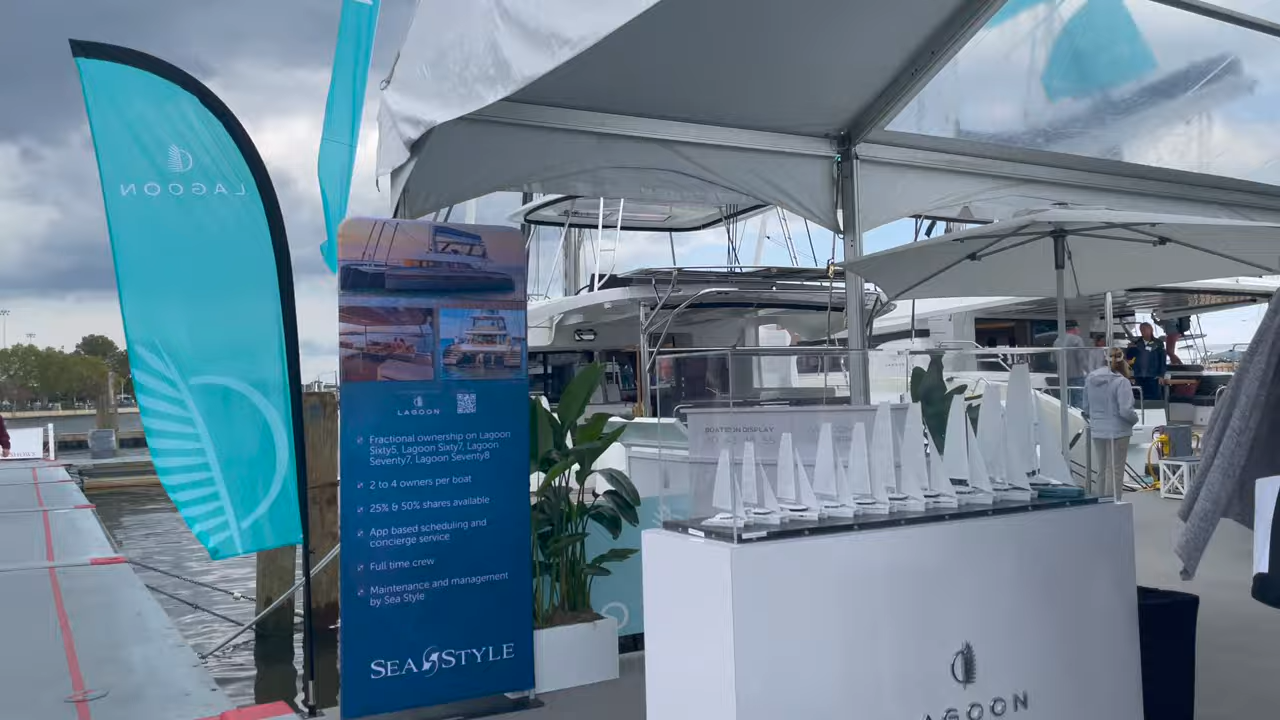 LAGOON
LAGOON
Fractional ownership on Lagoon
Sixty5, Lagoon Sixty7, Lagoon
Seventy7, Lagoon Seventy8
2 to 4 owners per boat
25% & 50% shares available
App based scheduling and
concierge service
Full time crew
Maintenance and management
by Sea Style
SEA STYLE
BOATS ON DISPLAY
LAGOON